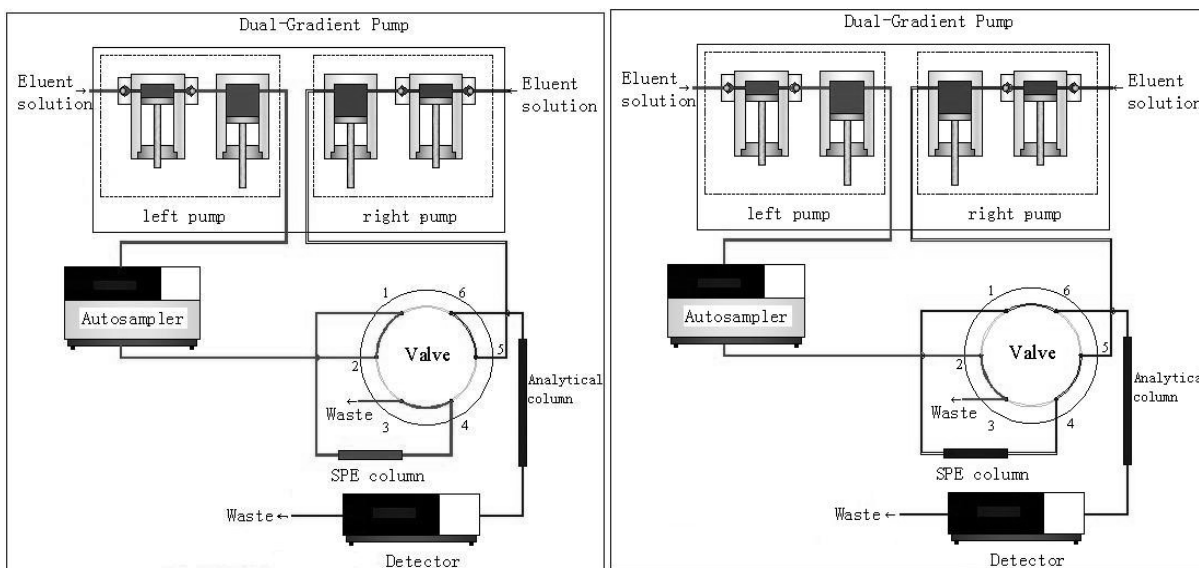 Dual-Gradient Pump
Eluent
solution
Eluent
solution
left pump
right pump
Autosampler
1
6
Valve
2
5
Waste
3
4
Analytical
column
SPE column
Waste
Detector
Dual-Gradient Pump
Eluent
solution
Eluent
solution
left pump
right pump
Autosampler
1
6
Valve
2
5
Waste
3
4
Analytical
column
SPE column
Waste
Detector